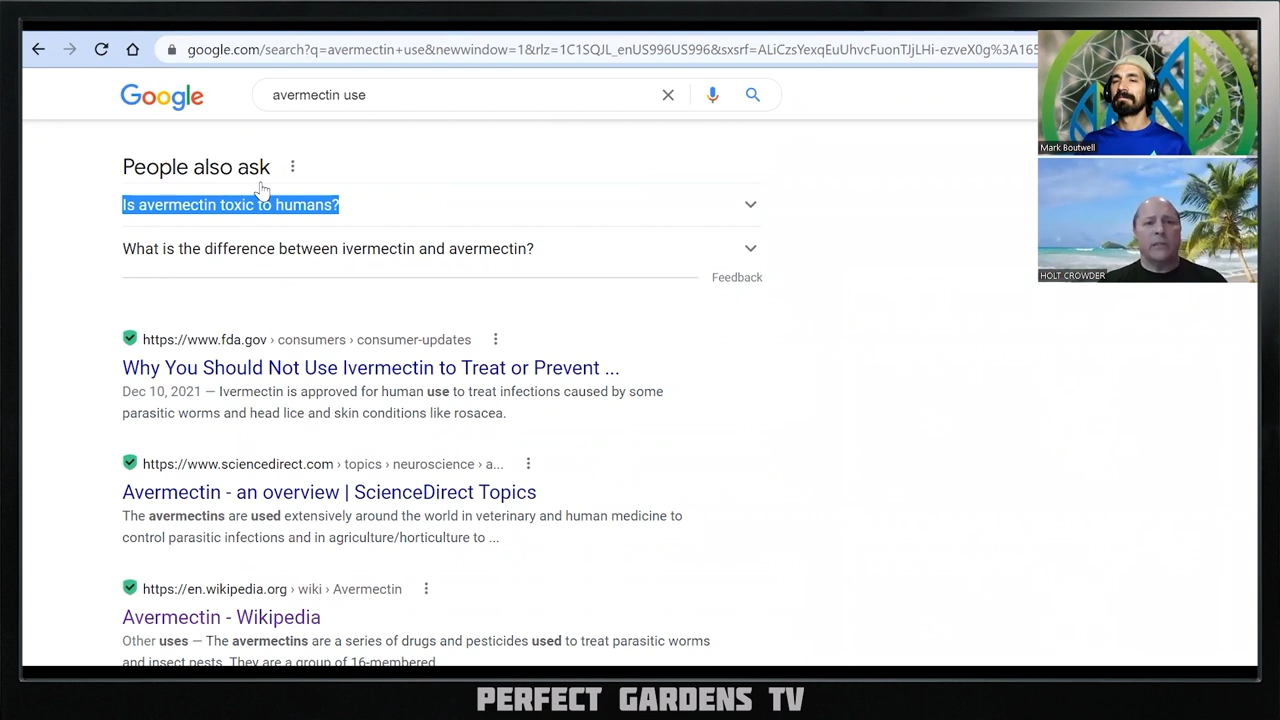 google.com/search?q=avermectin+use&newwindow=1&rlz=1C1SQJL_enUS996US996&sxsrf=ALiCzsYexqEuUhvcFuonTJjLHi-ezveX0g%3A165
Google
avermectin use
Mark Boutwell
HOLT CROWDER
People also ask
Is avermectin toxic to humans?
What is the difference between ivermectin and avermectin?
Feedback
https://www.fda.gov › consumers › consumer-updates
Why You Should Not Use Ivermectin to Treat or Prevent ...
Dec 10, 2021 — Ivermectin is approved for human use to treat infections caused by some
parasitic worms and head lice and skin conditions like rosacea.
https://www.sciencedirect.com › topics › neuroscience › a...
Avermectin - an overview | ScienceDirect Topics
The avermectins are used extensively around the world in veterinary and human medicine to
control parasitic infections and in agriculture/horticulture to ...
https://en.wikipedia.org › wiki › Avermectin
Avermectin - Wikipedia
Other uses — The avermectins are a series of drugs and pesticides used to treat parasitic worms
and insect pests. They are a group of 16-membered
PERFECT GARDENS TV